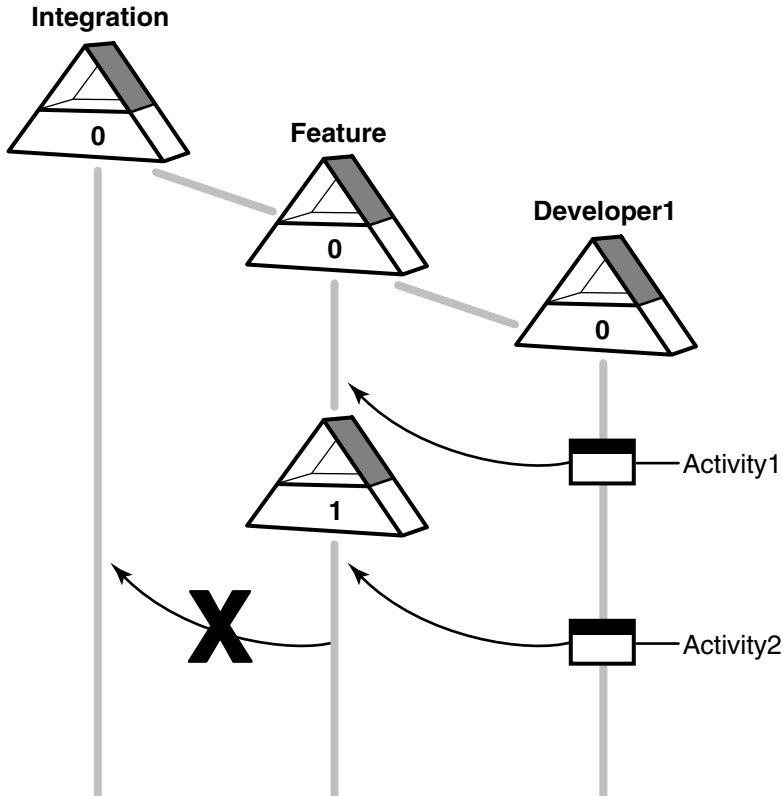 Integration
0
Feature
0
Developer1
0
Activity1
1
X
Activity2